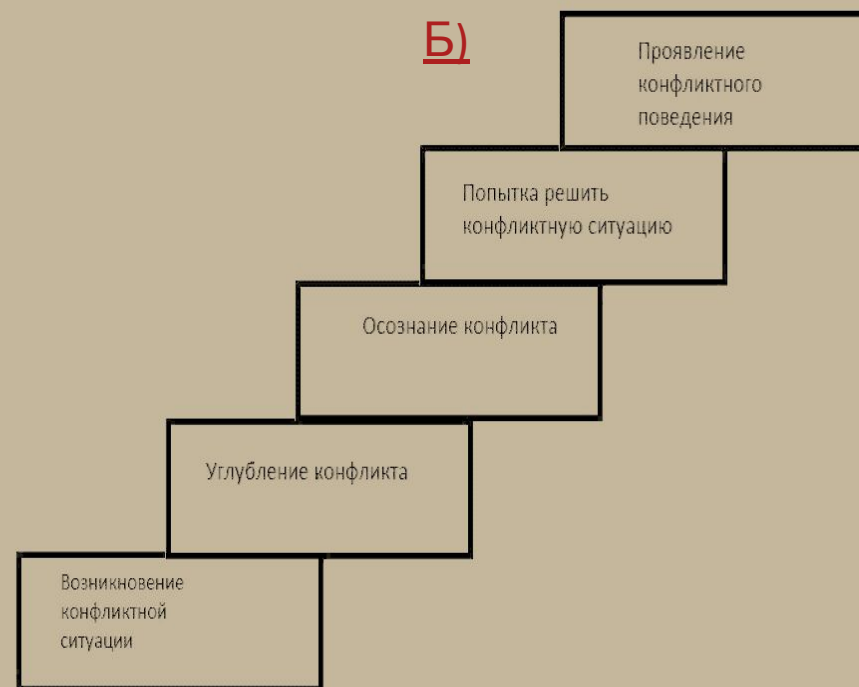 Б)
Проявление
конфликтного
поведения
Попытка решить
конфликтную ситуацию
Осознание конфликта
Углубление конфликта
Возникновение
конфликтной
ситуации